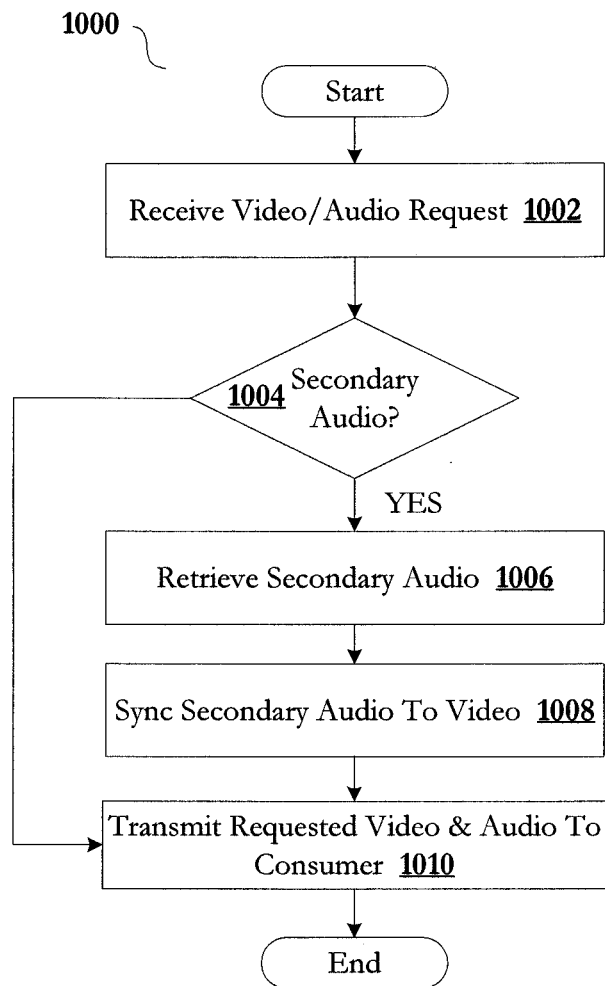 1000
Start
Receive Video/Audio Request 1002
1004 Secondary
Audio?
YES
Retrieve Secondary Audio 1006
Sync Secondary Audio To Video 1008
Transmit Requested Video & Audio To
Consumer 1010
End